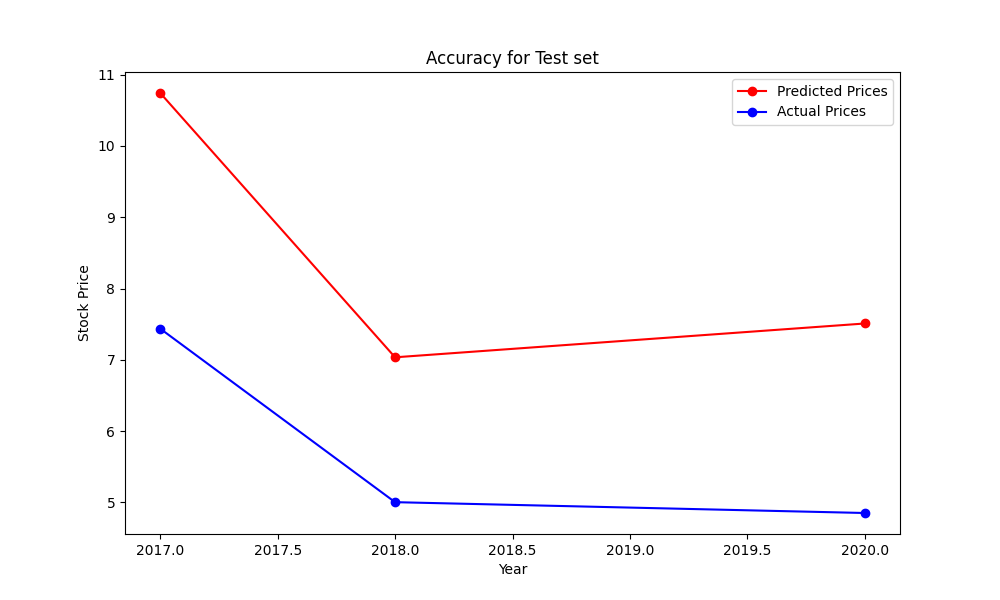 Accuracy for Test set
Predicted Prices
Actual Prices
11
10
9
8
7
6
5
Stock Price
2017.0 2017.5 2018.0 2018.5 2019.0 2019.5 2020.0
Year